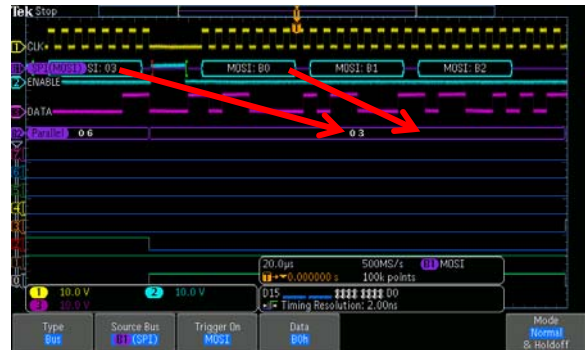 Tek Stop
CLK
SPI(MOSI) SI: 03 MOSI: B0 MOSI: B1 MOSI: B2
ENABLE
DATA
B2 Parallel 06 03
20.0μs 500MS/s B1 MOSI
0.000000 s 100k points
1 10.0 V 2 10.0 V D15 D0
3 10.0 V Timing Resolution: 2.00ns
Type Source Bus Trigger On Data Mode
Bus B1 (SPI) MOSI B0h Normal
& Holdoff